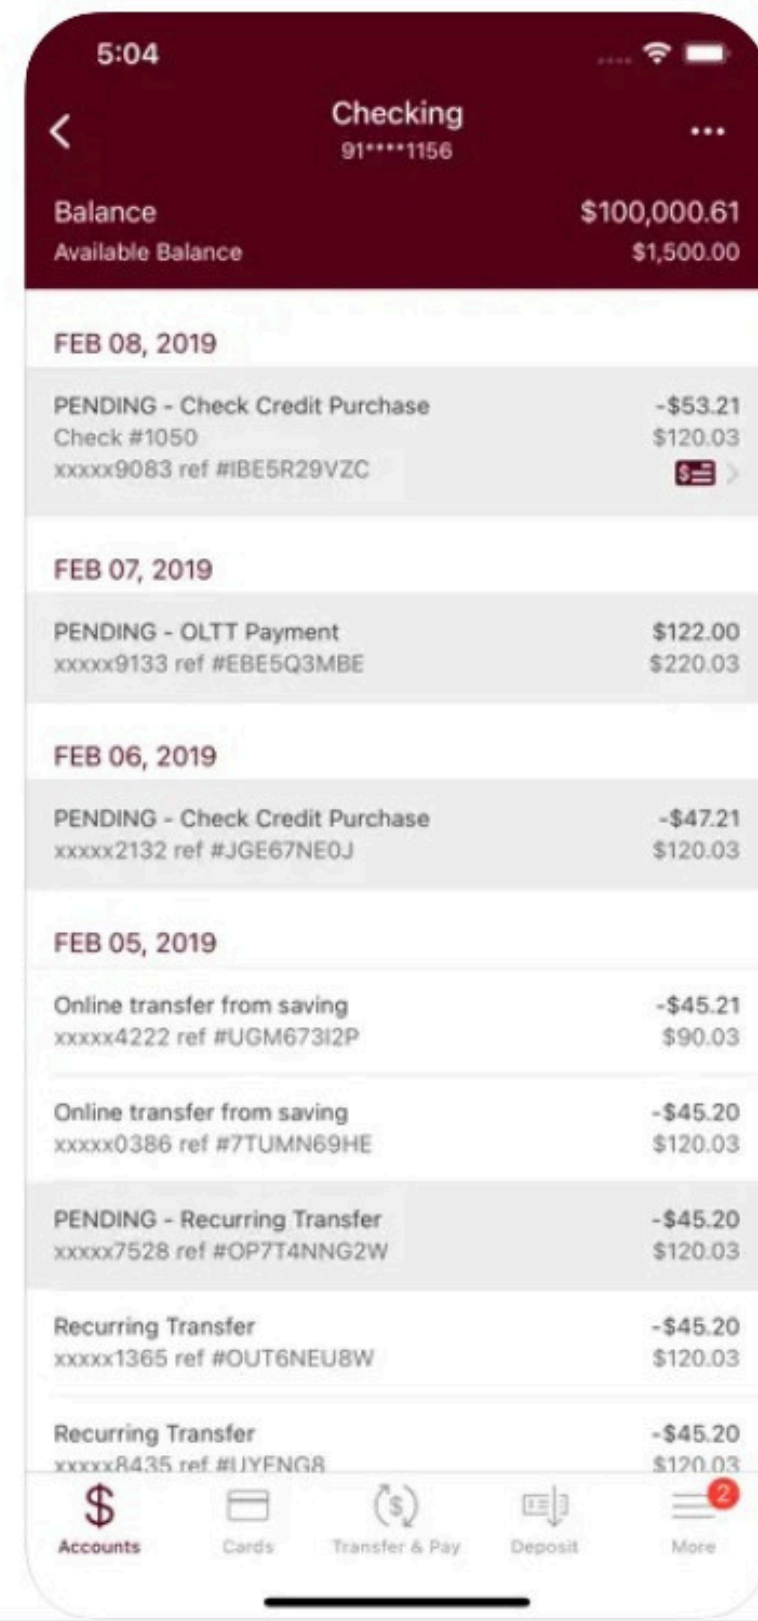 5:04
Checking
91****1156
Balance $100,000.61
Available Balance $1,500.00
FEB 08, 2019
PENDING - Check Credit Purchase -$53.21
Check #1050 $120.03
xxxxx9083 ref #IBE5R29VZC
FEB 07, 2019
PENDING - OLTT Payment $122.00
xxxxx9133 ref #EBE5Q3MBE $220.03
FEB 06, 2019
PENDING - Check Credit Purchase -$47.21
xxxxx2132 ref #JGE67NE0J $120.03
FEB 05, 2019
Online transfer from saving -$45.21
xxxxx4222 ref #UGM673I2P $90.03
Online transfer from saving -$45.20
xxxxx0386 ref #7TUMN69HE $120.03
PENDING - Recurring Transfer -$45.20
xxxxx7528 ref #OP7T4NNG2W $120.03
Recurring Transfer -$45.20
xxxxx1365 ref #OUT6NEU8W $120.03
Recurring Transfer -$45.20
xxxxx8435 ref #UYENG8 $120.03
2
Accounts Cards Transfer & Pay Deposit More